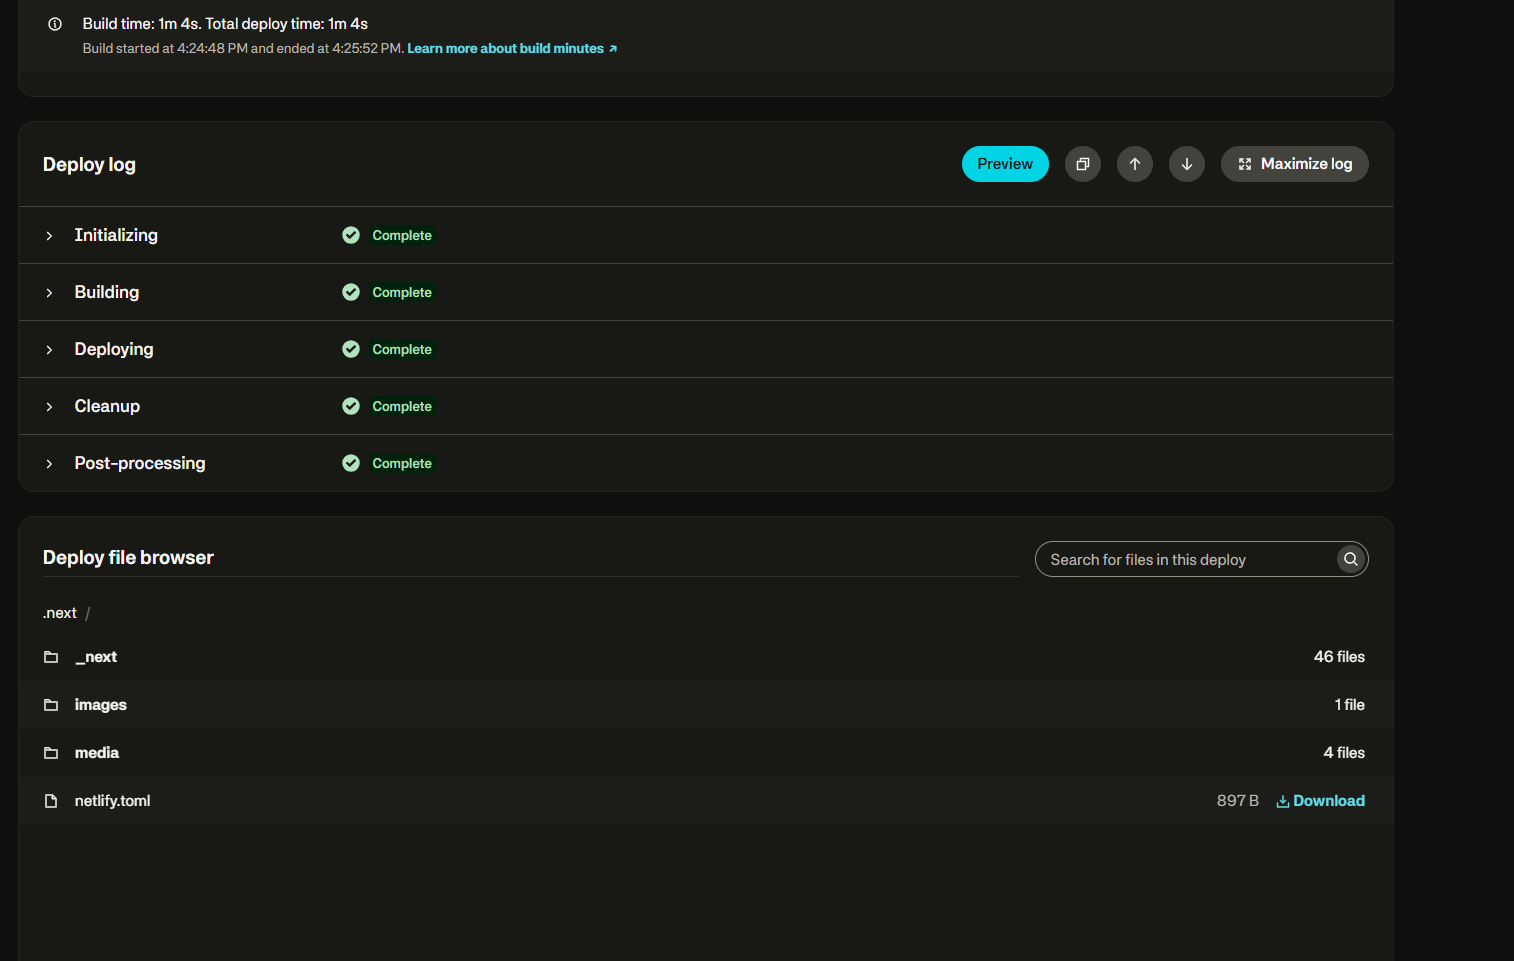 Build time: 1m 4s. Total deploy time: 1m 4s
Build started at 4:24:48 PM and ended at 4:25:52 PM. Learn more about build minutes
Deploy log
Preview
Maximize log
Initializing Complete
Building Complete
Deploying Complete
Cleanup Complete
Post-processing Complete
Deploy file browser
Search for files in this deploy
.next /
_next 46 files
images 1 file
media 4 files
netlify.toml 897 B Download